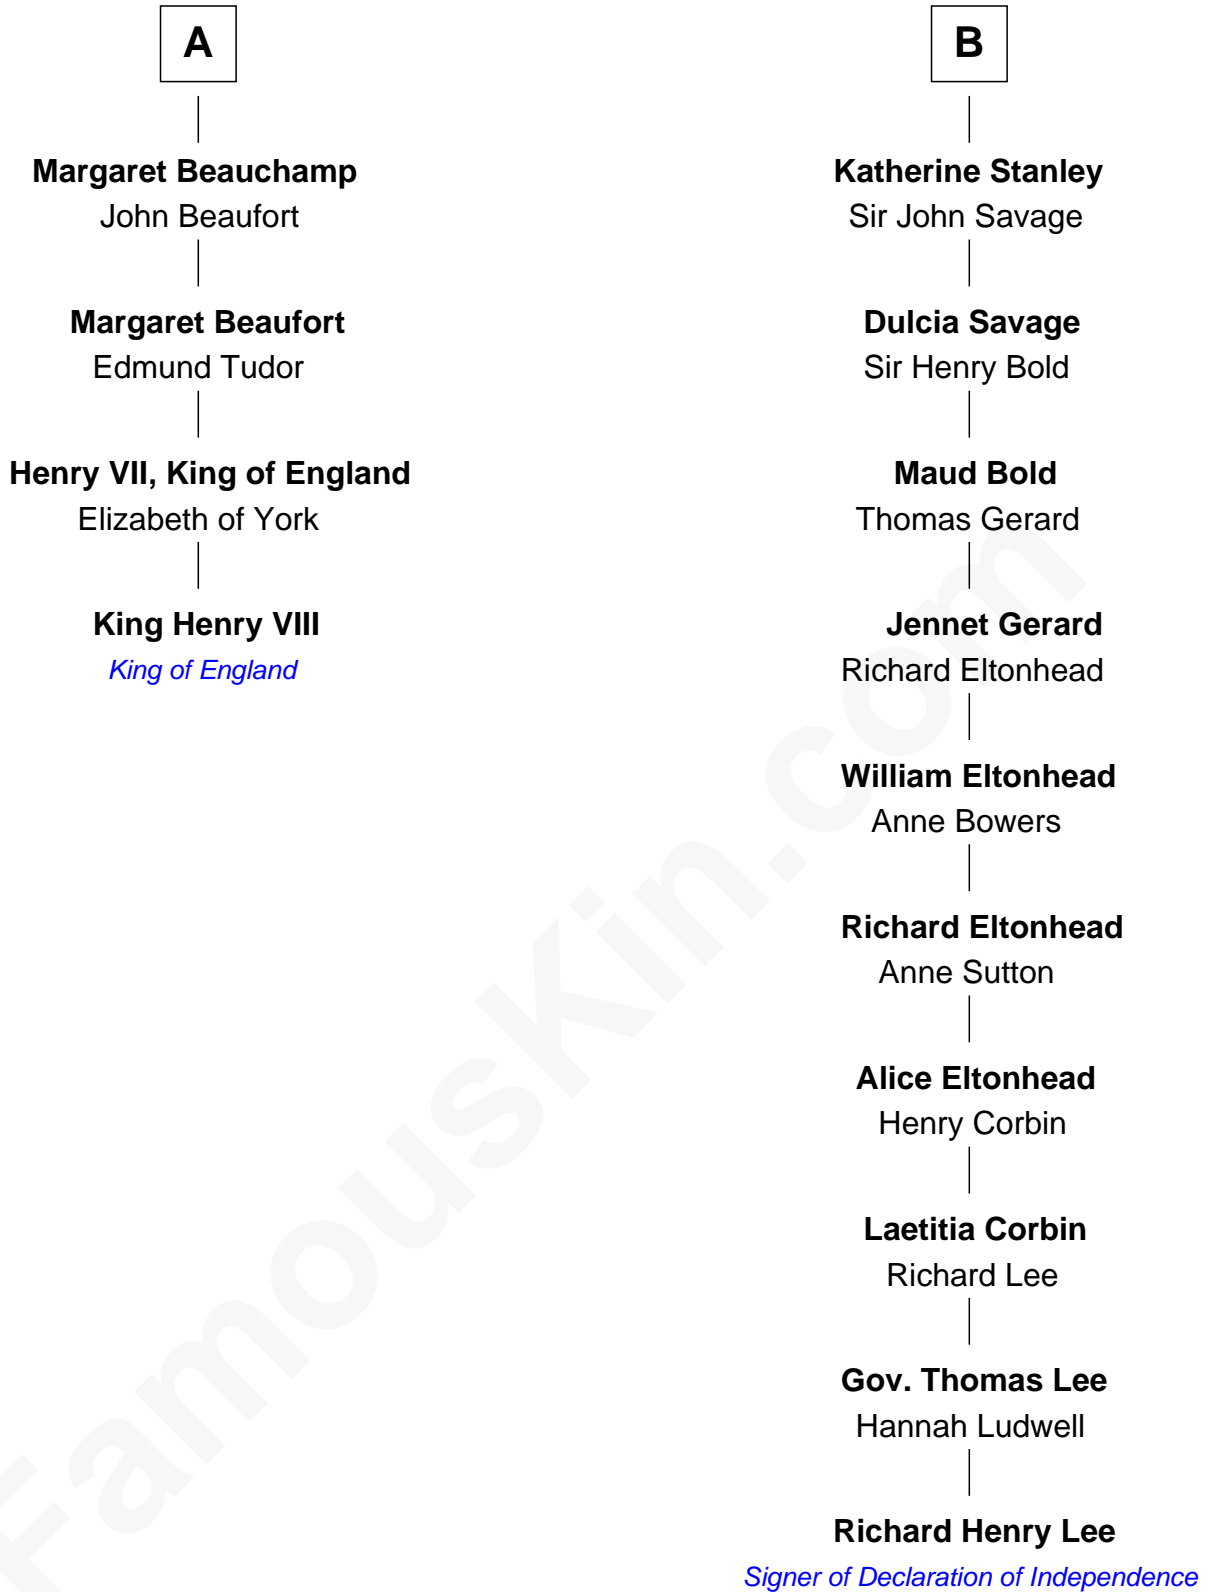 A
Margaret Beauchamp
John Beaufort
Margaret Beaufort
Edmund Tudor
Henry VII, King of England
Elizabeth of York
King Henry VIII
King of England
B
Katherine Stanley
Sir John Savage
Dulcia Savage
Sir Henry Bold
Maud Bold
Thomas Gerard
Jennet Gerard
Richard Eltonhead
William Eltonhead
Anne Bowers
Richard Eltonhead
Anne Sutton
Alice Eltonhead
Henry Corbin
Laetitia Corbin
Richard Lee
Gov. Thomas Lee
Hannah Ludwell
Richard Henry Lee
Signer of Declaration of Independence
FamousKin.com